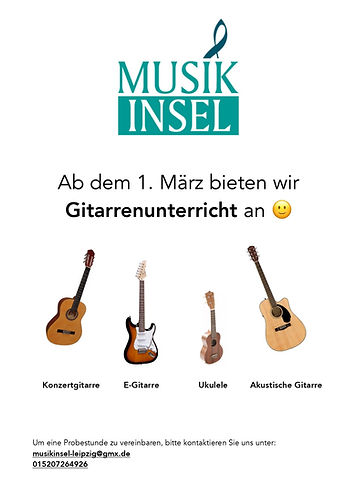 MUSIK
INSEL
Ab dem 1. März bieten wir
Gitarrenunterricht an 🙂
Konzertgitarre E-Gitarre Ukulele Akustische Gitarre
Um eine Probestunde zu vereinbaren, bitte kontaktieren Sie uns unter:
musikinsel-leipzig@gmx.de
015207264926